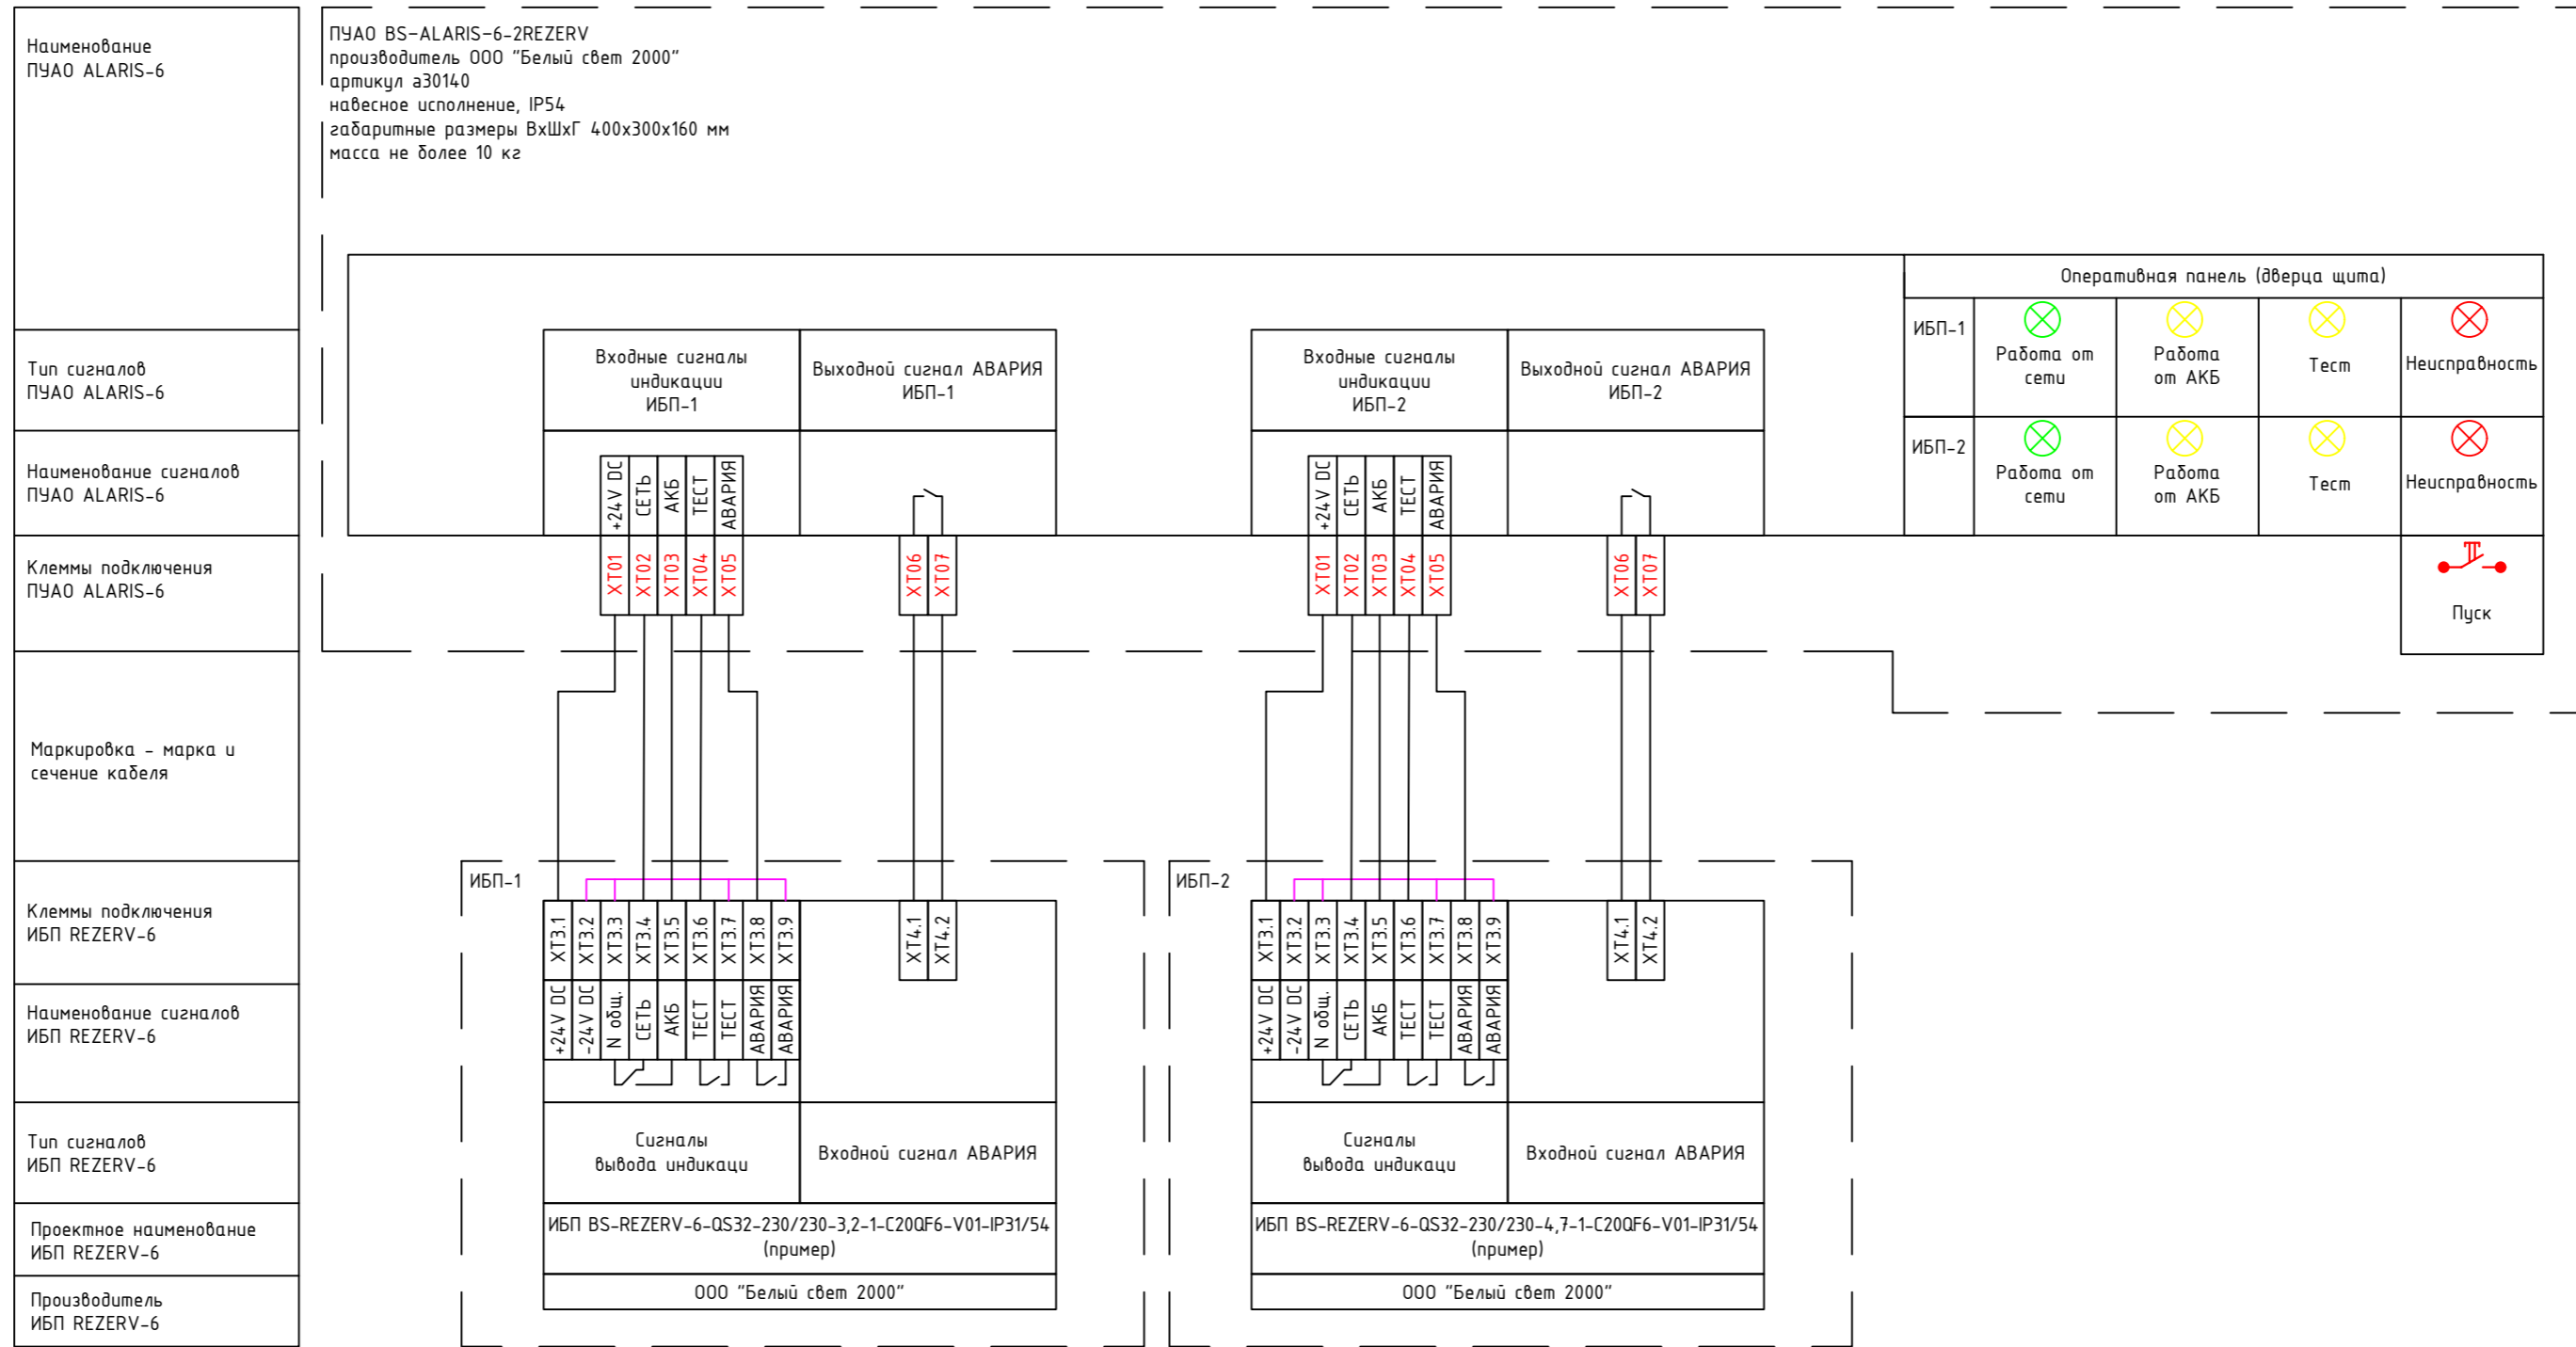 Наименование
ПУАО ALARIS-6
ПУАО BS-ALARIS-6-2REZERV
производитель ООО "Белый свет 2000"
артикул a30140
навесное исполнение, IP54
габаритные размеры ВхШхГ 400х300х160 мм
масса не более 10 кг
Оперативная панель (дверца щита)
ИБП-1
Работа от
сети
Работа
от АКБ
Тест
Неисправность
ИБП-2
Работа от
сети
Работа
от АКБ
Тест
Неисправность
Пуск
Тип сигналов
ПУАО ALARIS-6
Входные сигналы
индикации
ИБП-1
Выходной сигнал АВАРИЯ
ИБП-1
Входные сигналы
индикации
ИБП-2
Выходной сигнал АВАРИЯ
ИБП-2
Наименование сигналов
ПУАО ALARIS-6
+24V DC
СЕТЬ
АКБ
ТЕСТ
АВАРИЯ
+24V DC
СЕТЬ
АКБ
ТЕСТ
АВАРИЯ
Клеммы подключения
ПУАО ALARIS-6
XT01
XT02
XT03
XT04
XT05
XT06
XT07
XT01
XT02
XT03
XT04
XT05
XT06
XT07
Маркировка - марка и
сечение кабеля
ИБП-1
ИБП-2
Клеммы подключения
ИБП REZERV-6
XT3.1
XT3.2
XT3.3
XT3.4
XT3.5
XT3.6
XT3.7
XT3.8
XT3.9
XT4.1
XT4.2
XT3.1
XT3.2
XT3.3
XT3.4
XT3.5
XT3.6
XT3.7
XT3.8
XT3.9
XT4.1
XT4.2
Наименование сигналов
ИБП REZERV-6
+24V DC
-24V DC
N общ.
СЕТЬ
АКБ
ТЕСТ
ТЕСТ
АВАРИЯ
АВАРИЯ
+24V DC
-24V DC
N общ.
СЕТЬ
АКБ
ТЕСТ
ТЕСТ
АВАРИЯ
АВАРИЯ
Тип сигналов
ИБП REZERV-6
Сигналы
вывода индикаци
Входной сигнал АВАРИЯ
Сигналы
вывода индикаци
Входной сигнал АВАРИЯ
Проектное наименование
ИБП REZERV-6
ИБП BS-REZERV-6-QS32-230/230-3,2-1-C20QF6-V01-IP31/54
(пример)
ИБП BS-REZERV-6-QS32-230/230-4,7-1-C20QF6-V01-IP31/54
(пример)
Производитель
ИБП REZERV-6
ООО "Белый свет 2000"
ООО "Белый свет 2000"